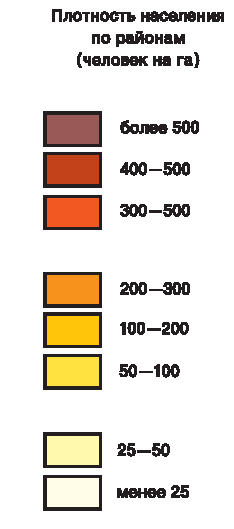 Плотность населения
по районам
(человек на га)
более 500
400—500
300—500
200—300
100—200
50—100
25—50
менее 25